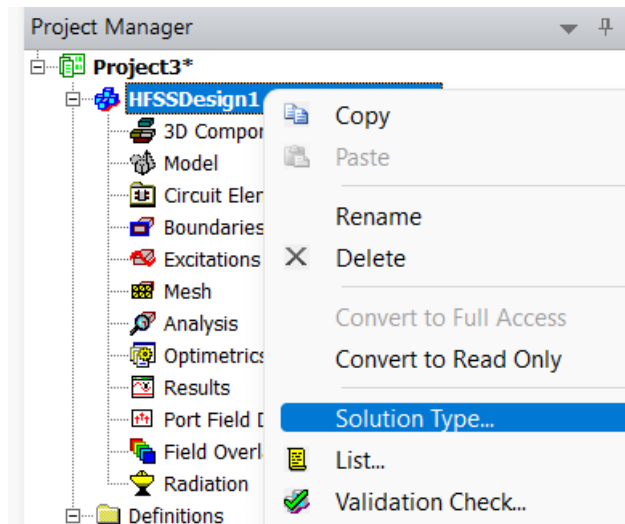 Project Manager
Project3*
HFSSDesign1
3D Compor
Model
Circuit Eler
Boundaries
Excitations
Mesh
Analysis
Optimetrics
Results
Port Field D
Field Overl
Radiation
Definitions
Copy
Paste
Rename
Delete
Convert to Full Access
Convert to Read Only
Solution Type...
List...
Validation Check...